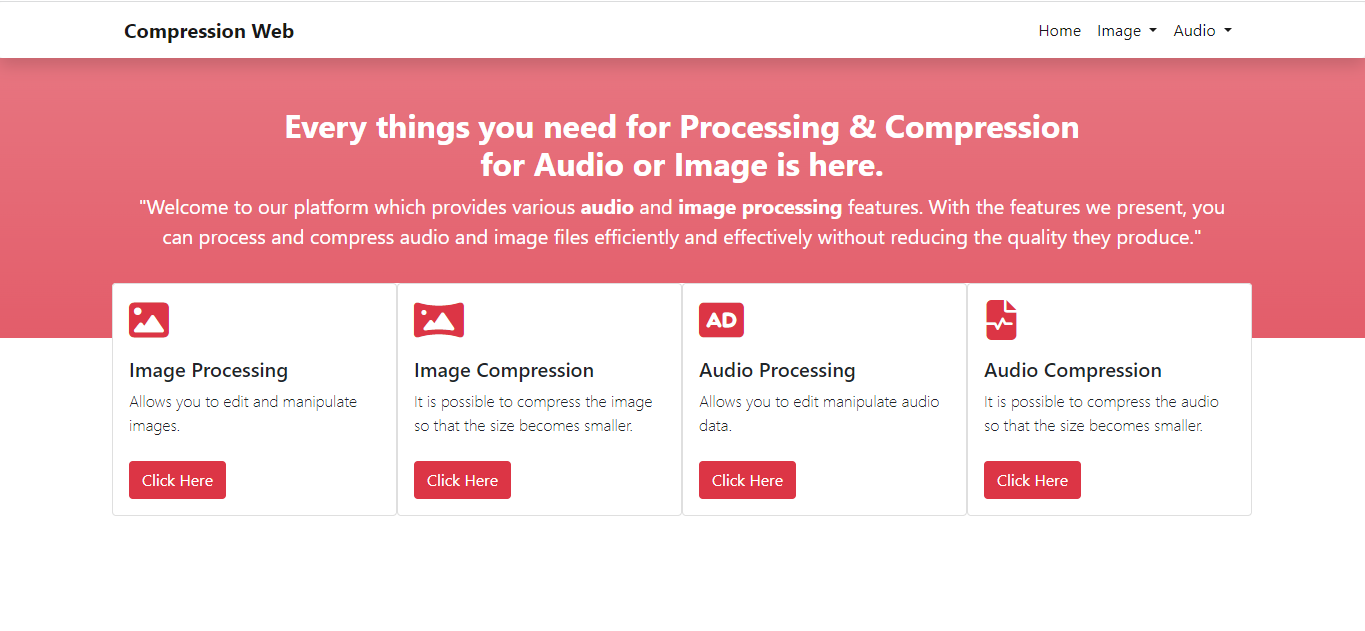 Compression Web
Home Image Audio
Every things you need for Processing & Compression
for Audio or Image is here.
"Welcome to our platform which provides various audio and image processing features. With the features we present, you
can process and compress audio and image files efficiently and effectively without reducing the quality they produce."
Image Processing
Allows you to edit and manipulate
images.
Click Here
Image Compression
It is possible to compress the image
so that the size becomes smaller.
Click Here
AD
Audio Processing
Allows you to edit manipulate audio
data.
Click Here
Audio Compression
It is possible to compress the audio
so that the size becomes smaller.
Click Here